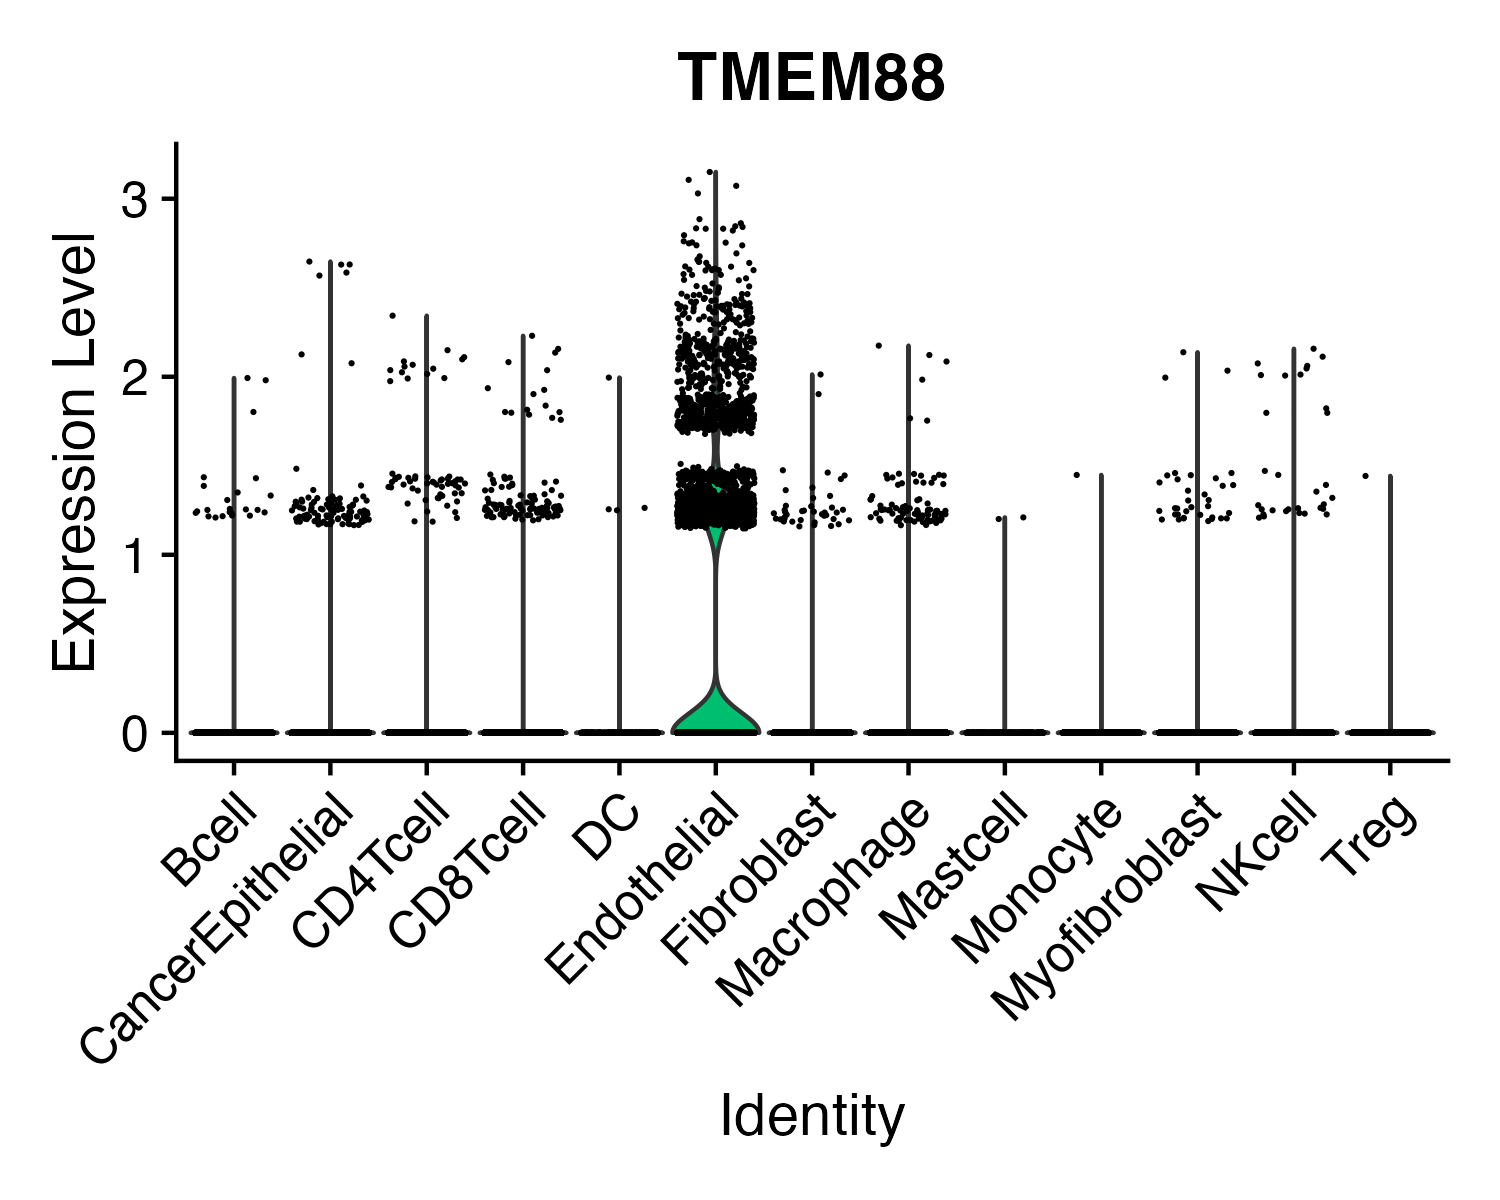 TMEM88
Expression Level
3
2
1
0
Bcell
CancerEpithelial
CD4Tcell
CD8Tcell
DC
Endothelial
Fibroblast
Macrophage
Mastcell
Monocyte
Myofibroblast
NKcell
Treg
Identity